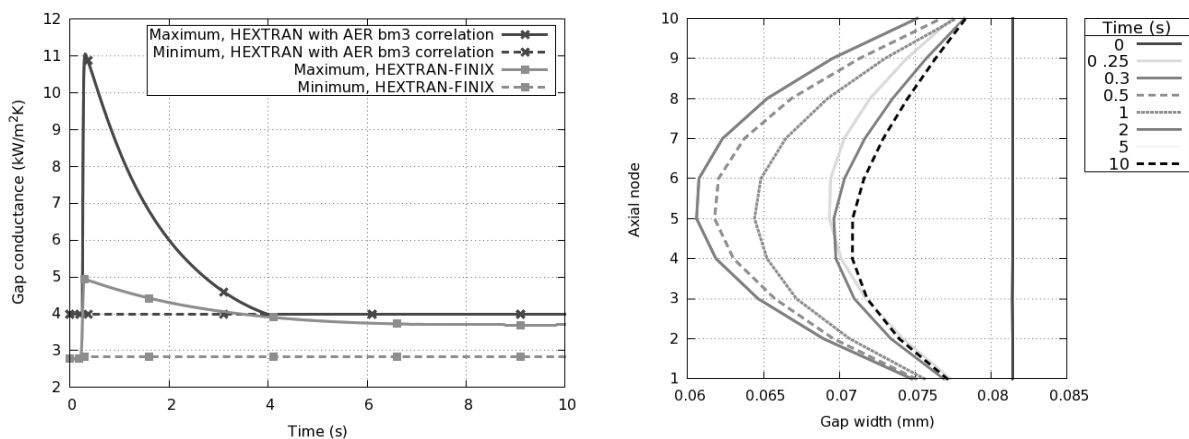 12
11
10
9
8
7
6
5
4
3
2
Gap conductance (kW/m²K)
Maximum, HEXTRAN with AER bm3 correlation
Minimum, HEXTRAN with AER bm3 correlation
Maximum, HEXTRAN-FINIX
Minimum, HEXTRAN-FINIX
0 2 4 6 8 10
Time (s)
10
9
8
7
6
5
4
3
2
1
Axial node
0.06 0.065 0.07 0.075 0.08 0.085
Gap width (mm)
Time (s)
0
0 .25
0.3
0.5
1
2
5
10